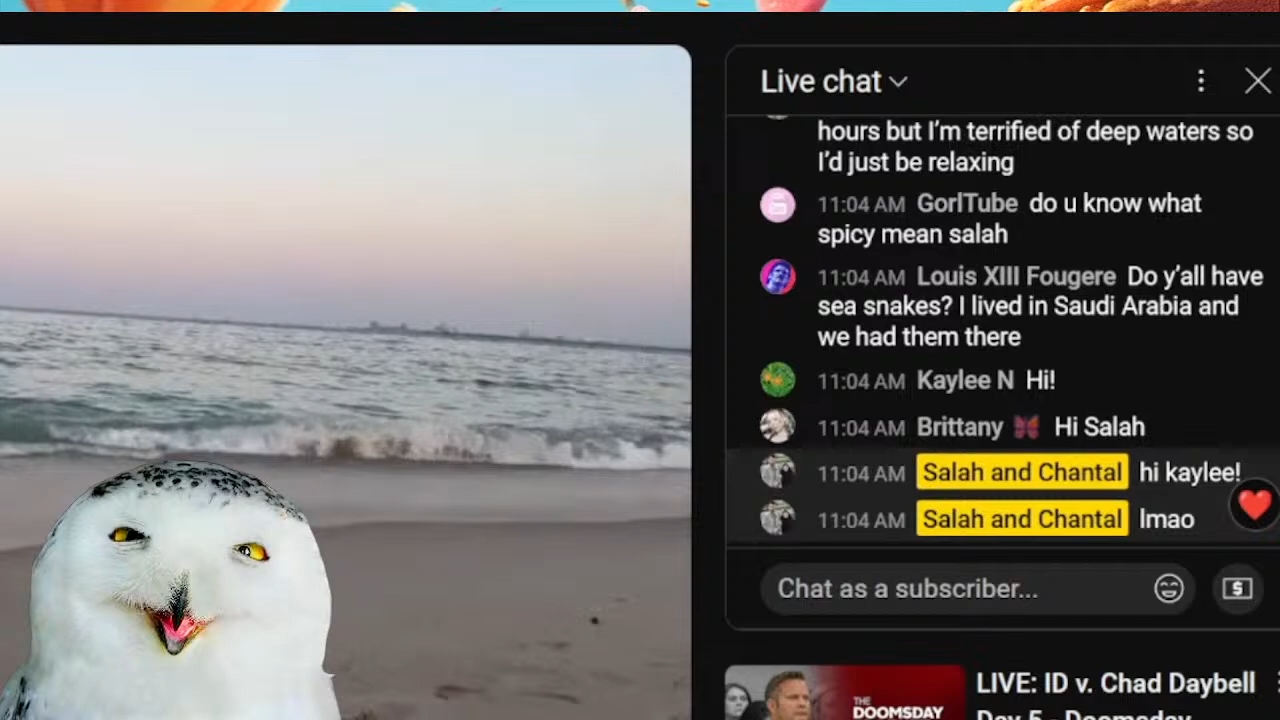 Live chat
hours but I'm terrified of deep waters so
I'd just be relaxing
11:04 AM GorlTube do u know what
spicy mean salah
11:04 AM Louis XIII Fougere Do y'all have
sea snakes? I lived in Saudi Arabia and
we had them there
11:04 AM Kaylee N Hi!
11:04 AM Brittany 🦋 Hi Salah
11:04 AM Salah and Chantal hi kaylee!
11:04 AM Salah and Chantal lmao
Chat as a subscriber...
THE
DOOMSDAY
LIVE: ID v. Chad Daybell
Day 5 - Doomsday